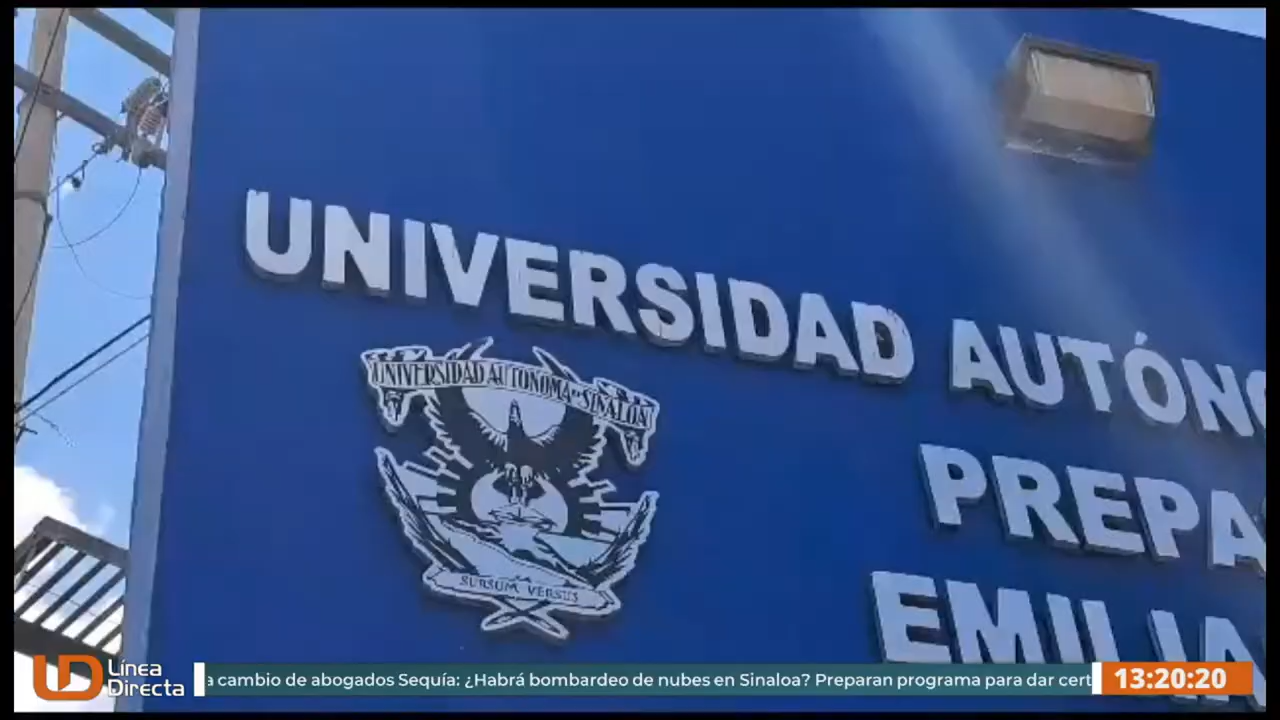 UNIVERSIDAD AUTÓNO
UNIVERSIDAD AUTONOMA DE SINALOA
SURSUM VERSUS
PREPA
EMILIA
Línea
Directa
a cambio de abogados Sequía: ¿Habrá bombardeo de nubes en Sinaloa? Preparan programa para dar cert
13:20:20